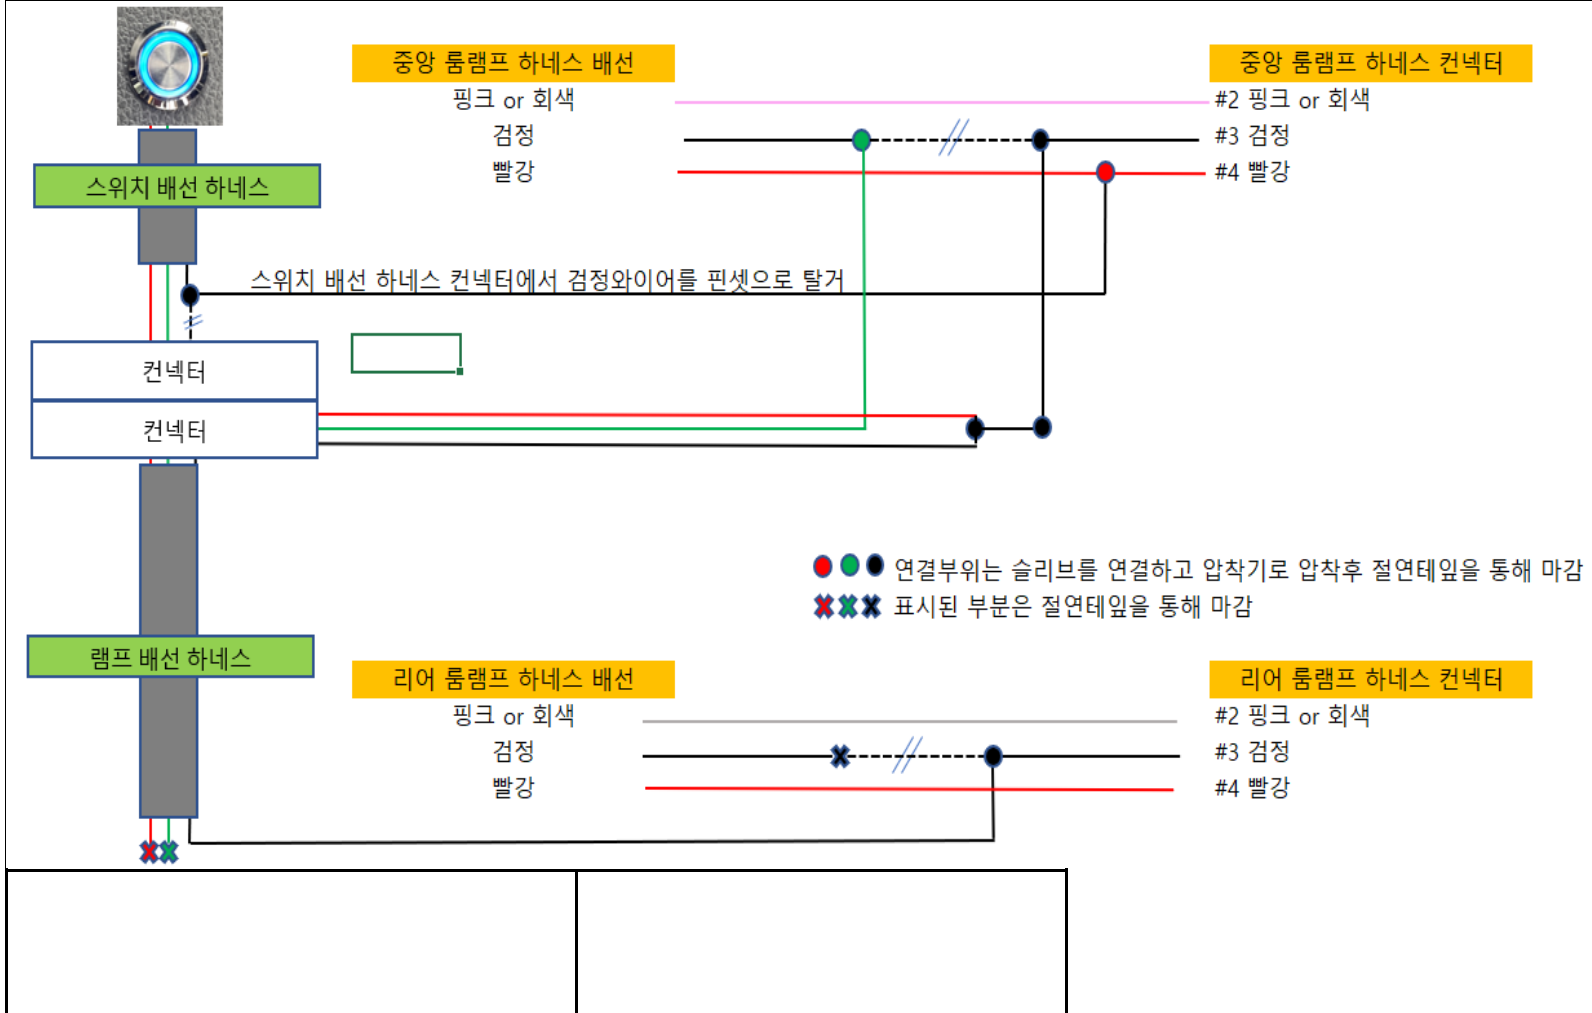 중앙 룸램프 하네스 배선
중앙 룸램프 하네스 컨넥터
핑크 or 회색
#2 핑크 or 회색
검정
#3 검정
빨강
#4 빨강
스위치 배선 하네스
스위치 배선 하네스 컨넥터에서 검정와이어를 핀셋으로 탈거
컨넥터
컨넥터
연결부위는 슬리브를 연결하고 압착기로 압착후 절연테잎을 통해 마감
표시된 부분은 절연테잎을 통해 마감
램프 배선 하네스
리어 룸램프 하네스 배선
리어 룸램프 하네스 컨넥터
핑크 or 회색
#2 핑크 or 회색
검정
#3 검정
빨강
#4 빨강